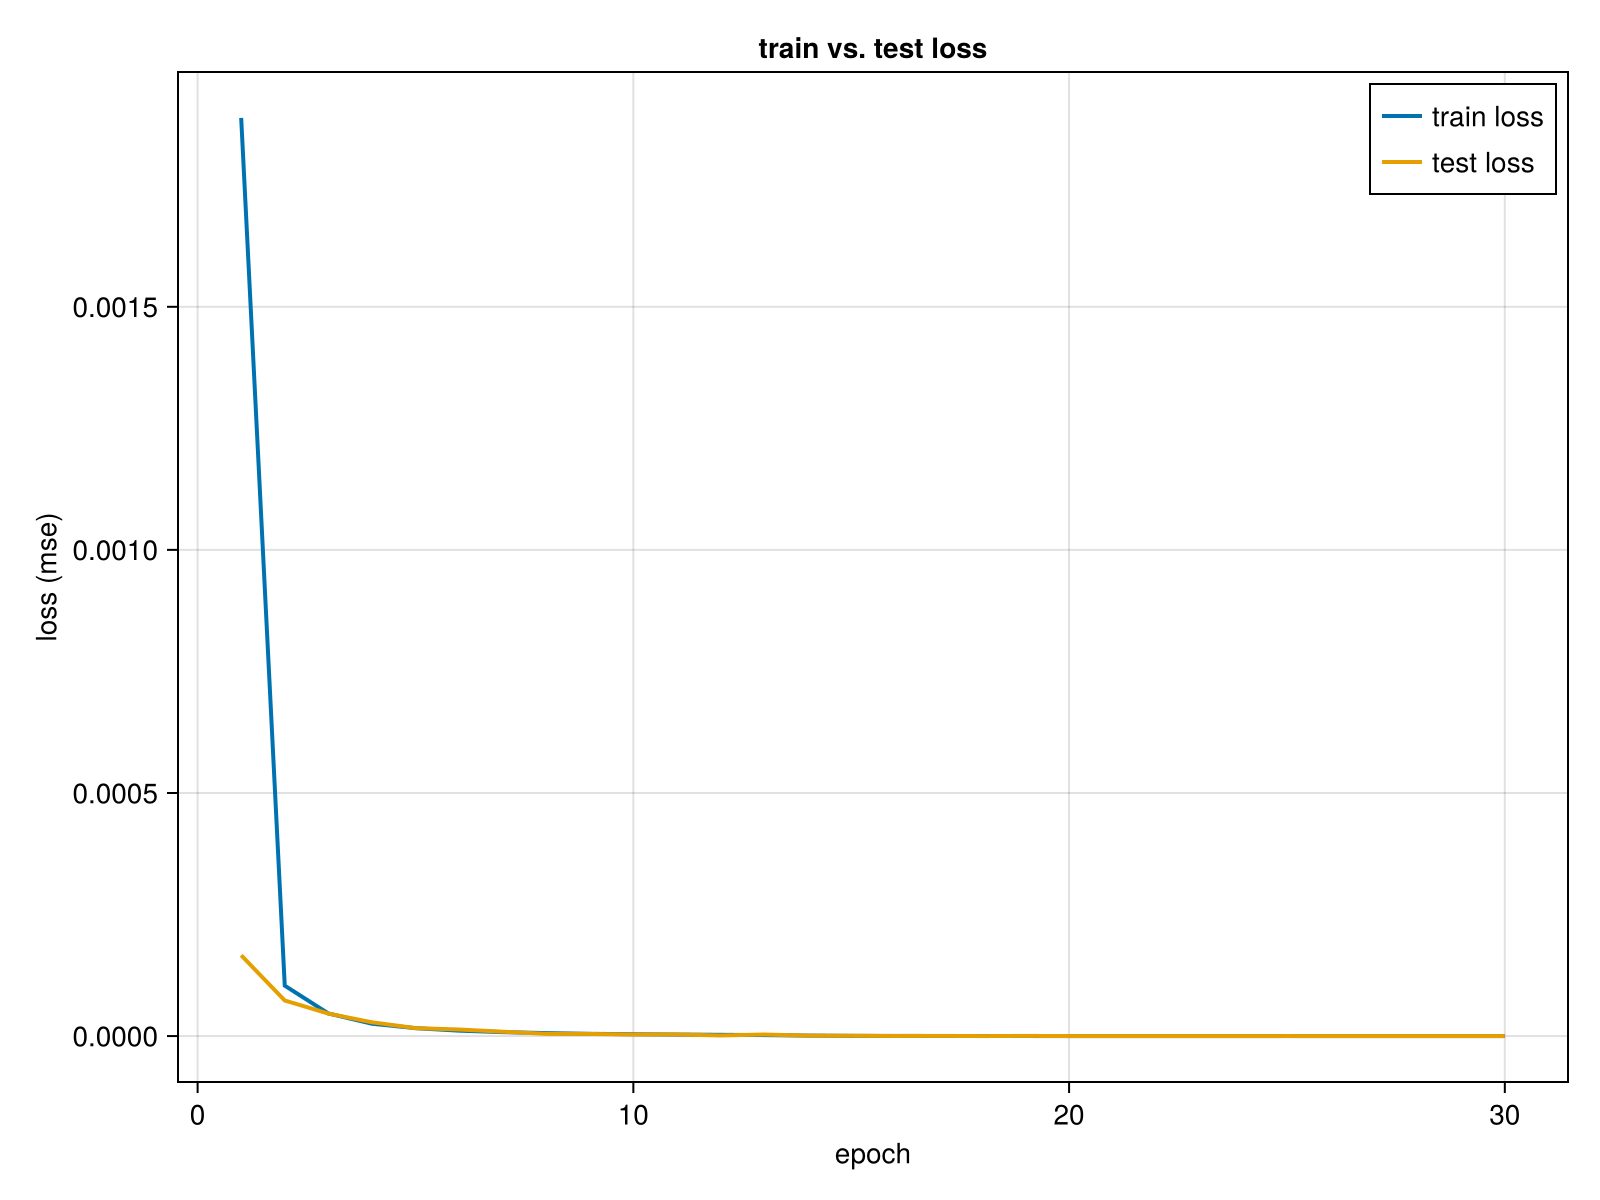 train vs. test loss
train loss
test loss
0.0015
0.0010
0.0005
0.0000
loss (mse)
0 10 20 30
epoch